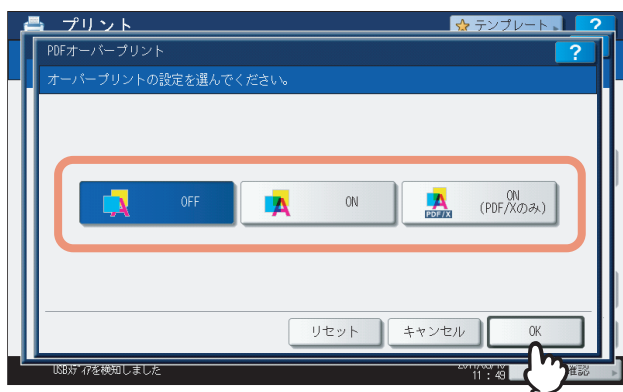 プリント
テンプレート
?
PDFオーバープリント
?
オーバープリントの設定を選んでください。
OFF
ON
PDF/X
ON
(PDF/Xのみ)
リセット
キャンセル
OK
USBﾒﾃﾞｨｱを検知しました
11：49
確認